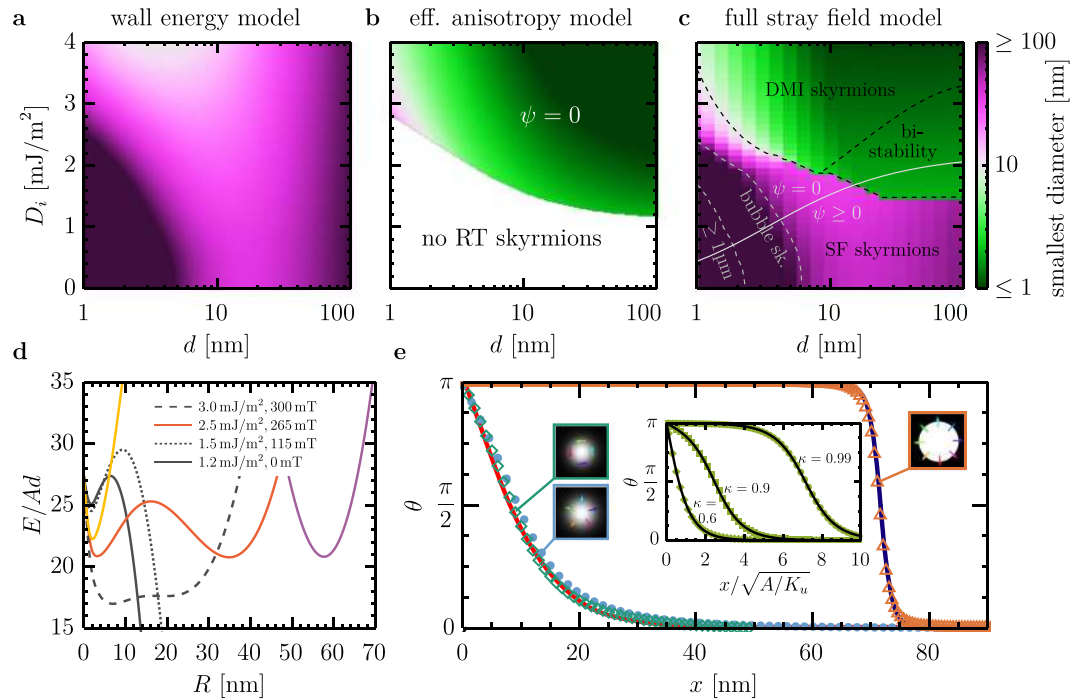 a wall energy model
b eff. anisotropy model
c full stray field model
D_i [mJ/m²]
4
3
2
1
0
1 10 100
d [nm]
ψ = 0
no RT skyrmions
1 10 100
d [nm]
DMI skyrmions
bi-
stability
ψ = 0
ψ ≥ 0
bubble sk.
> 1μm
SF skyrmions
1 10 100
d [nm]
≥ 100
10
≤ 1
smallest diameter [nm]
d
E/Ad
35
30
25
20
15
3.0 mJ/m², 300 mT
2.5 mJ/m², 265 mT
1.5 mJ/m², 115 mT
1.2 mJ/m², 0 mT
0 10 20 30 40 50 60 70
R [nm]
e
θ
π
π/2
0
0 20 40 60 80
x [nm]
θ
π
π/2
0
κ = 0.99
κ = 0.9
κ =
0.6
0 2 4 6 8 10
x/√(A/K_u)